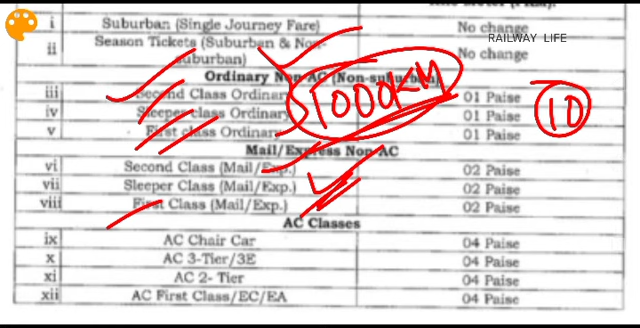 i Suburban (Single Journey Fare) No change
ii Season Tickets (Suburban & Non-suburban) No change
RAILWAY LIFE
Ordinary Non AC (Non-suburban)
iii Second Class Ordinary 01 Paise
iv Sleeper class Ordinary 01 Paise
v First class Ordinary 01 Paise
1000KM
10
Mail/Express Non-AC
vi Second Class (Mail/Exp.) 02 Paise
vii Sleeper Class (Mail/Exp.) 02 Paise
viii First Class (Mail/Exp.) 02 Paise
AC Classes
ix AC Chair Car 04 Paise
x AC 3-Tier/3E 04 Paise
xi AC 2- Tier 04 Paise
xii AC First Class/EC/EA 04 Paise